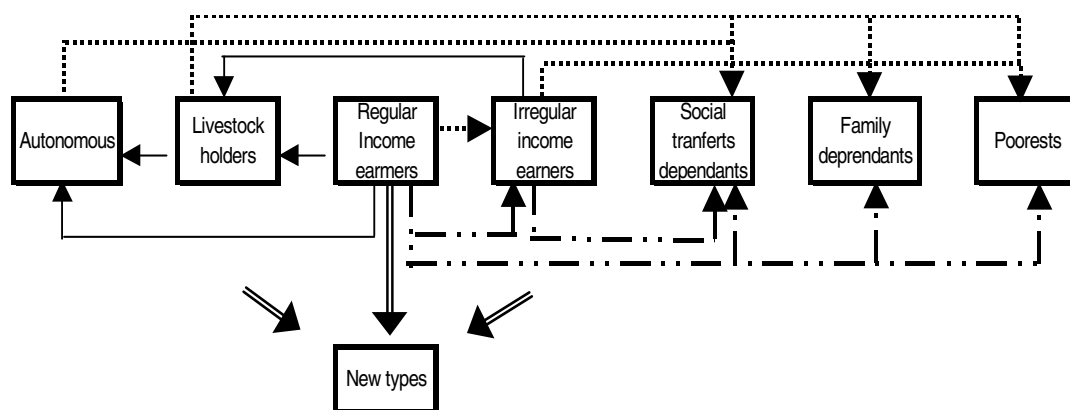 Autonomous
Livestock
holders
Regular
Income
earmers
Irregular
income
earners
Social
tranferts
dependants
Family
deprendants
Poorests
New types